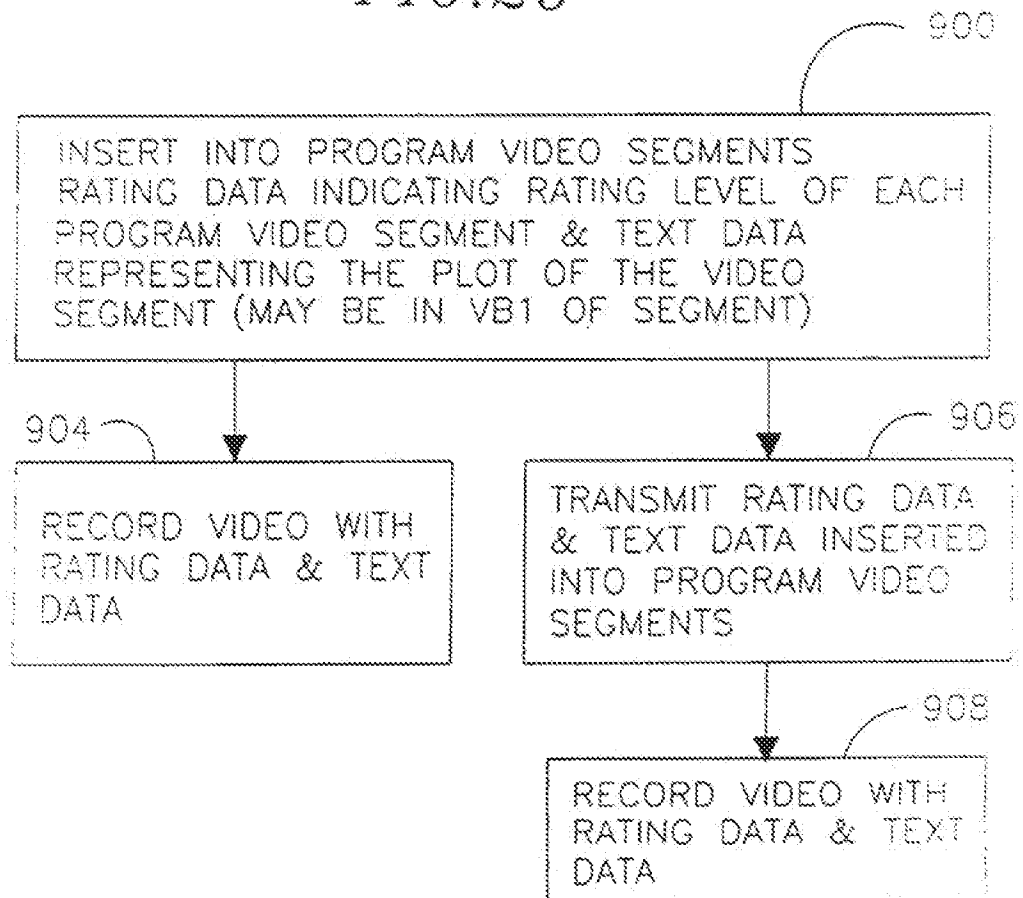 900
INSERT INTO PROGRAM VIDEO SEGMENTS
RATING DATA INDICATING RATING LEVEL OF EACH
PROGRAM VIDEO SEGMENT & TEXT DATA
REPRESENTING THE PLOT OF THE VIDEO
SEGMENT (MAY BE IN VB1 OF SEGMENT)
904
RECORD VIDEO WITH
RATING DATA & TEXT
DATA
906
TRANSMIT RATING DATA
& TEXT DATA INSERTED
INTO PROGRAM VIDEO
SEGMENTS
908
RECORD VIDEO WITH
RATING DATA & TEXT
DATA